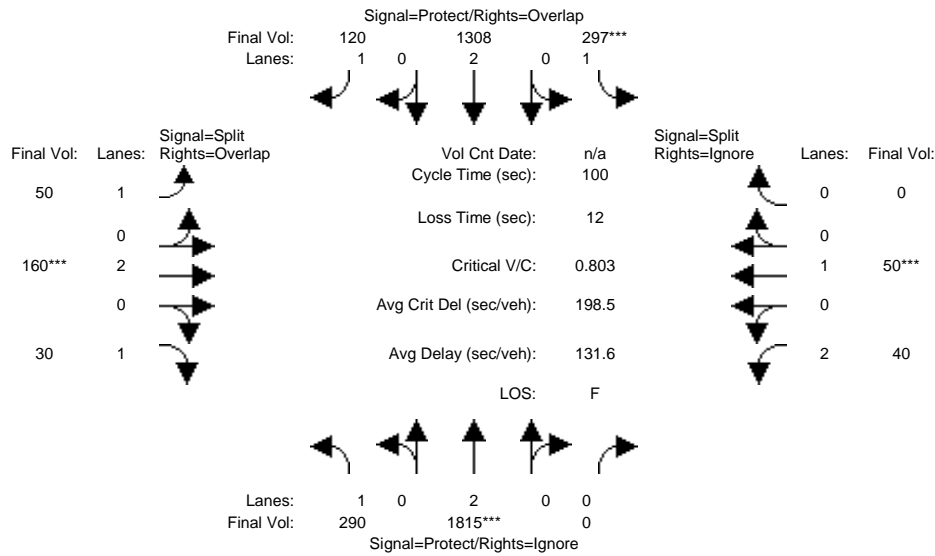 Signal=Protect/Rights=Overlap
Final Vol: 120 1308 297***
Lanes: 1 0 2 0 1
Signal=Split Signal=Split
Final Vol: Lanes: Rights=Overlap Vol Cnt Date: n/a Rights=Ignore Lanes: Final Vol:
Cycle Time (sec): 100
50 1 0 0
Loss Time (sec): 12
0 0
160*** 2 Critical V/C: 0.803 1 50***
0 Avg Crit Del (sec/veh): 198.5 0
30 1 Avg Delay (sec/veh): 131.6 2 40
LOS: F
Lanes: 1 0 2 0 0
Final Vol: 290 1815*** 0
Signal=Protect/Rights=Ignore